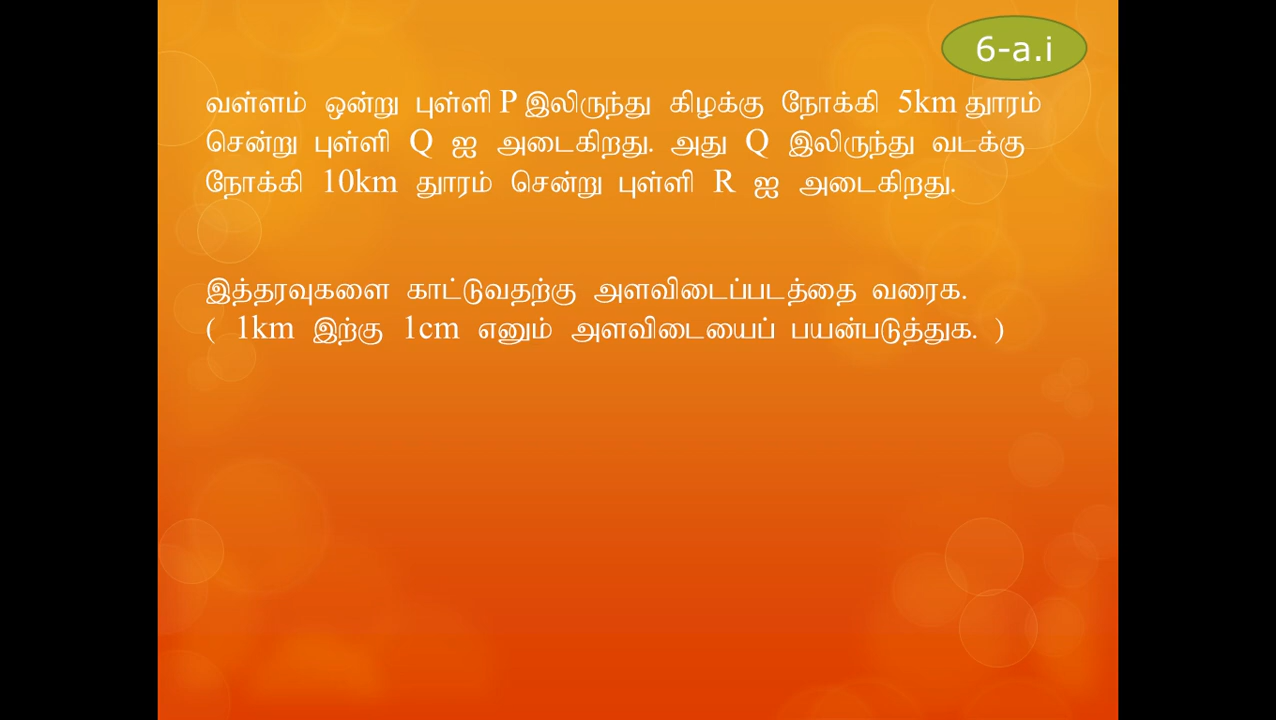 6-a.i
வள்ளம் ஒன்று புள்ளி P இலிருந்து கிழக்கு நோக்கி 5km தூரம்
சென்று புள்ளி Q ஐ அடைகிறது. அது Q இலிருந்து வடக்கு
நோக்கி 10km தூரம் சென்று புள்ளி R ஐ அடைகிறது.
இத்தரவுகளை காட்டுவதற்கு அளவிடைப்படத்தை வரைக.
( 1km இற்கு 1cm எனும் அளவிடையைப் பயன்படுத்துக. )